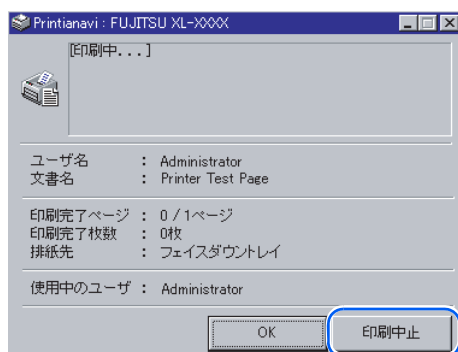 Printianavi : FUJITSU XL-XXXX
[印刷中...]
ユーザ名 : Administrator
文書名 : Printer Test Page
印刷完了ページ : 0 / 1ページ
印刷完了枚数 : 0枚
排紙先 : フェイスダウントレイ
使用中のユーザ : Administrator
OK 印刷中止